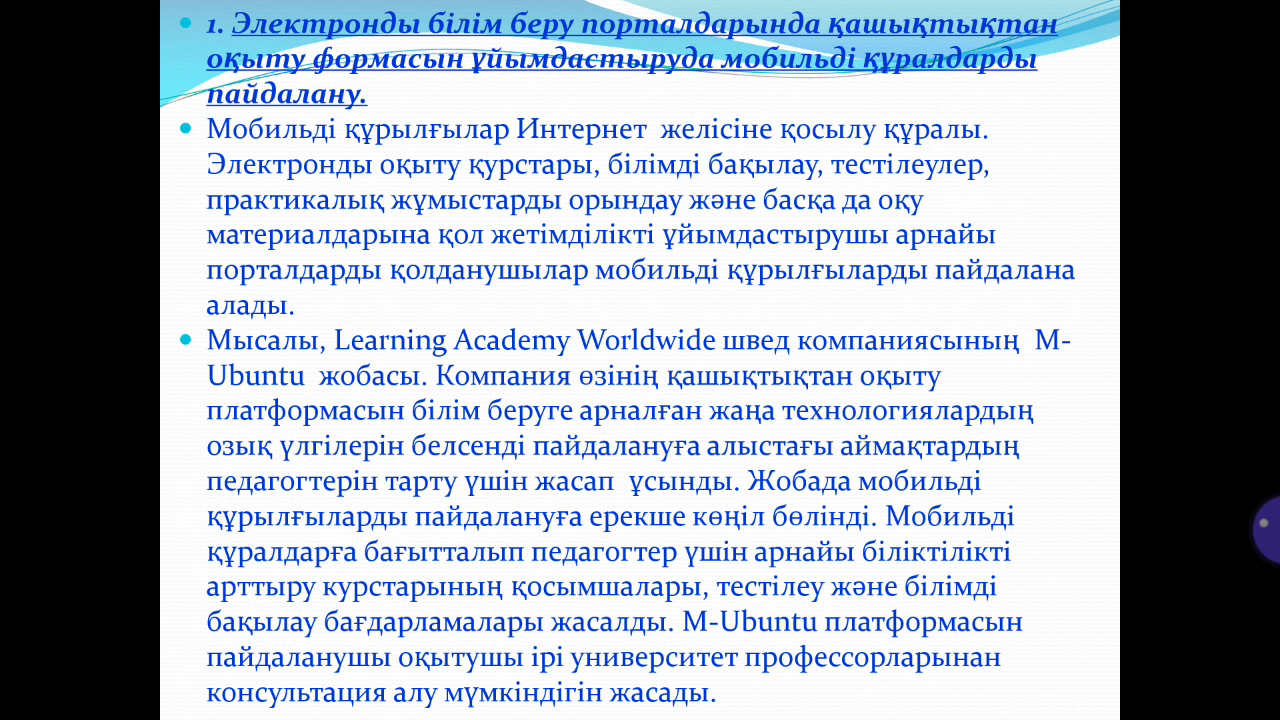 1. Электронды білім беру порталдарында қашықтықтан
оқыту формасын ұйымдастыруда мобильді құралдарды
пайдалану.
Мобильді құрылғылар Интернет  желісіне қосылу құралы.
Электронды оқыту курстары, білімді бақылау, тестілеулер,
практикалық жұмыстарды орындау және басқа да оқу
материалдарына қол жетімділікті ұйымдастырушы арнайы
порталдарды қолданушылар мобильді құрылғыларды пайдалана
алады.
Мысалы, Learning Academy Worldwide швед компаниясының  M-
Ubuntu  жобасы. Компания өзінің қашықтықтан оқыту
платформасын білім беруге арналған жаңа технологиялардың
озық үлгілерін белсенді пайдалануға алыстағы аймақтардың
педагогтерін тарту үшін жасап  ұсынды. Жобада мобильді
құрылғыларды пайдалануға ерекше көңіл бөлінді. Мобильді
құралдарға бағытталып педагогтер үшін арнайы біліктілікті
арттыру курстарының қосымшалары, тестілеу және білімді
бақылау бағдарламалары жасалды. M-Ubuntu платформасын
пайдаланушы оқытушы ірі университет профессорларынан
консультация алу мүмкіндігін жасады.